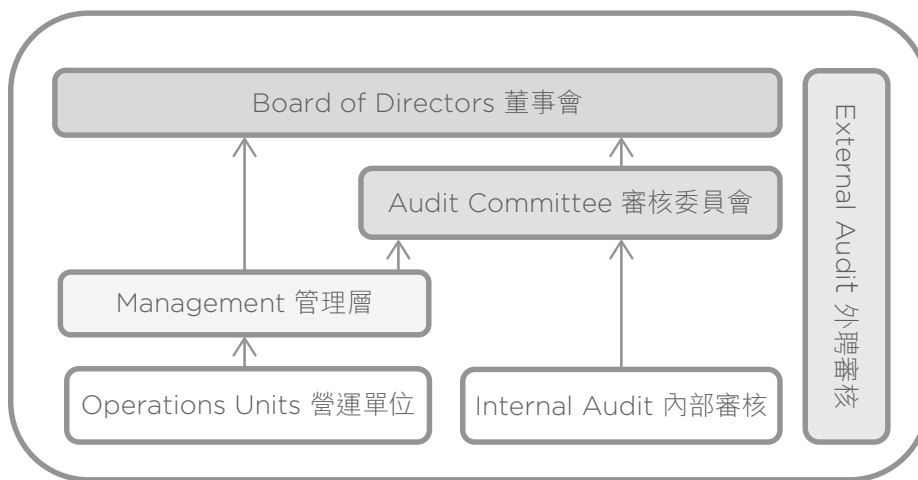 Board of Directors 董事會
Audit Committee 審核委員會
Management 管理層
Operations Units 營運單位
Internal Audit 內部審核
External Audit 外聘審核